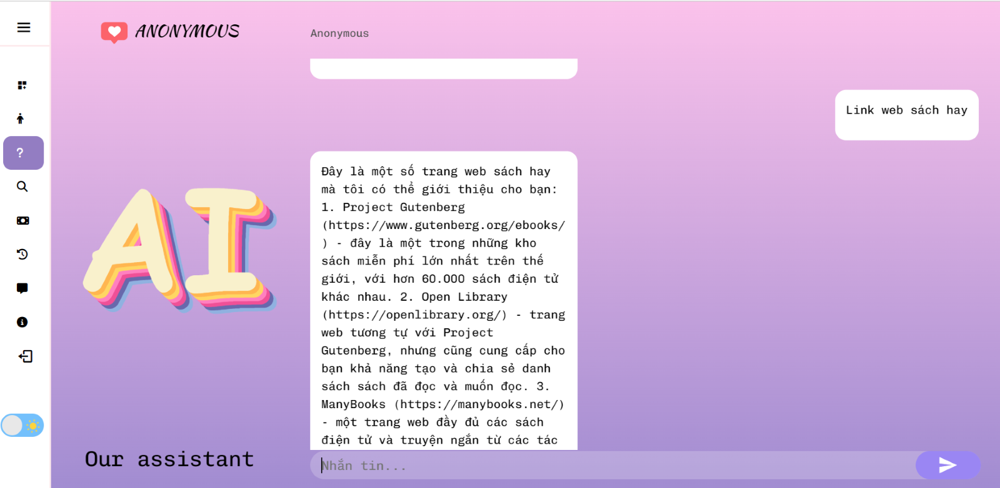 ANONYMOUS
Anonymous
Link web sách hay
Đây là một số trang web sách hay
mà tôi có thể giới thiệu cho bạn:
1. Project Gutenberg
(https://www.gutenberg.org/ebooks/
) - đây là một trong những kho
sách miễn phí lớn nhất trên thế
giới, với hơn 60.000 sách điện tử
khác nhau. 2. Open Library
(https://openlibrary.org/) - trang
web tương tự với Project
Gutenberg, nhưng cũng cung cấp cho
bạn khả năng tạo và chia sẻ danh
sách sách đã đọc và muốn đọc. 3.
ManyBooks (https://manybooks.net/)
- một trang web đầy đủ các sách
điện tử và truyện ngắn từ các tác
?
AI
Our assistant
Nhắn tin...